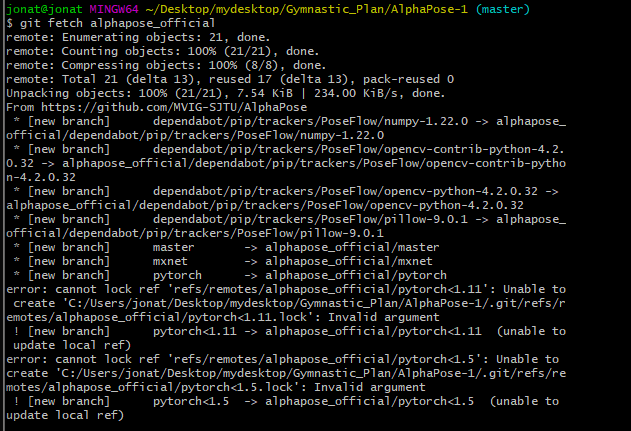 jonat@jonat MINGW64 ~/Desktop/mydesktop/Gymnastic_Plan/AlphaPose-1 (master)
$ git fetch alphapose_official
remote: Enumerating objects: 21, done.
remote: Counting objects: 100% (21/21), done.
remote: Compressing objects: 100% (8/8), done.
remote: Total 21 (delta 13), reused 17 (delta 13), pack-reused 0
Unpacking objects: 100% (21/21), 7.54 KiB | 234.00 KiB/s, done.
From https://github.com/MVIG-SJTU/AlphaPose
 * [new branch]      dependabot/pip/trackers/PoseFlow/numpy-1.22.0 -> alphapose_
official/dependabot/pip/trackers/PoseFlow/numpy-1.22.0
 * [new branch]      dependabot/pip/trackers/PoseFlow/opencv-contrib-python-4.2.
0.32 -> alphapose_official/dependabot/pip/trackers/PoseFlow/opencv-contrib-pytho
n-4.2.0.32
 * [new branch]      dependabot/pip/trackers/PoseFlow/opencv-python-4.2.0.32 ->
alphapose_official/dependabot/pip/trackers/PoseFlow/opencv-python-4.2.0.32
 * [new branch]      dependabot/pip/trackers/PoseFlow/pillow-9.0.1 -> alphapose_
official/dependabot/pip/trackers/PoseFlow/pillow-9.0.1
 * [new branch]      master     -> alphapose_official/master
 * [new branch]      mxnet      -> alphapose_official/mxnet
 * [new branch]      pytorch    -> alphapose_official/pytorch
error: cannot lock ref 'refs/remotes/alphapose_official/pytorch<1.11': Unable to
 create 'C:/Users/jonat/Desktop/mydesktop/Gymnastic_Plan/AlphaPose-1/.git/refs/r
emotes/alphapose_official/pytorch<1.11.lock': Invalid argument
 ! [new branch]      pytorch<1.11 -> alphapose_official/pytorch<1.11  (unable to
 update local ref)
error: cannot lock ref 'refs/remotes/alphapose_official/pytorch<1.5': Unable to
create 'C:/Users/jonat/Desktop/mydesktop/Gymnastic_Plan/AlphaPose-1/.git/refs/re
motes/alphapose_official/pytorch<1.5.lock': Invalid argument
 ! [new branch]      pytorch<1.5 -> alphapose_official/pytorch<1.5  (unable to
update local ref)